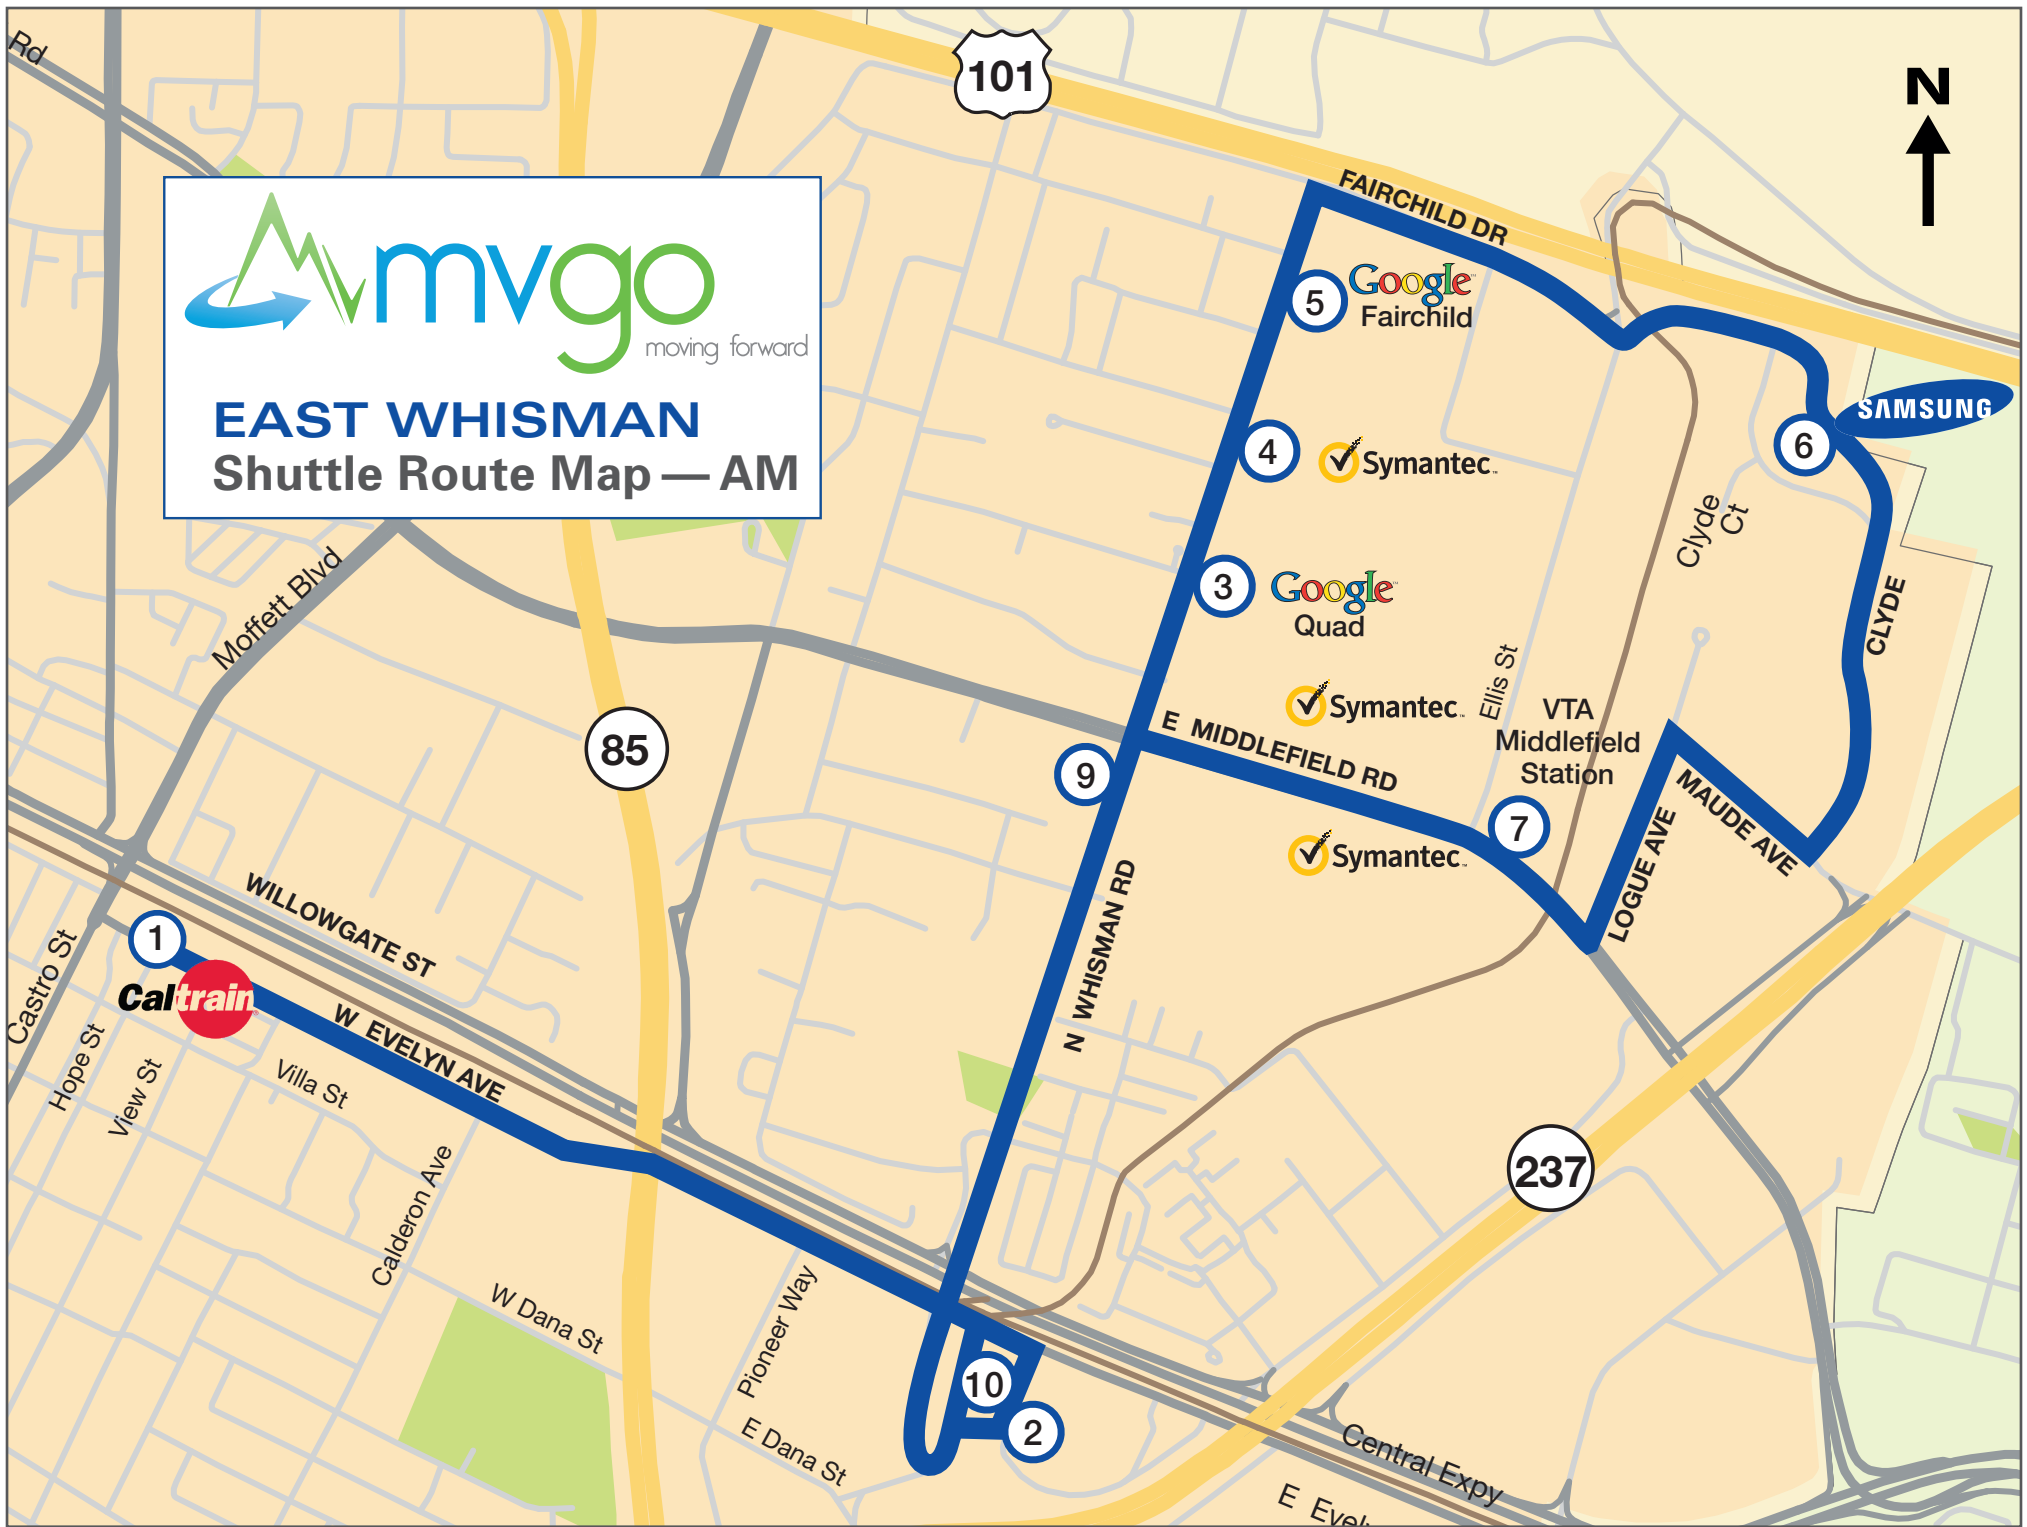 Rd
101
N
FAIRCHILD DR
mvgo
moving forward
EAST WHISMAN
Shuttle Route Map — AM
5
Google
Fairchild
SAMSUNG
6
4
Symantec
Clyde
Ct
Moffett Blvd
3
Google
Quad
CLYDE
Ellis St
Symantec
VTA
Middlefield
Station
E MIDDLEFIELD RD
85
9
7
MAUDE AVE
LOGUE AVE
Symantec
N WHISMAN RD
WILLOWGATE ST
1
Caltrain
Castro St
W EVELYN AVE
Hope St
View St
Villa St
Calderon Ave
237
W Dana St
Pioneer Way
10
2
E Dana St
Central Expy
E Evel